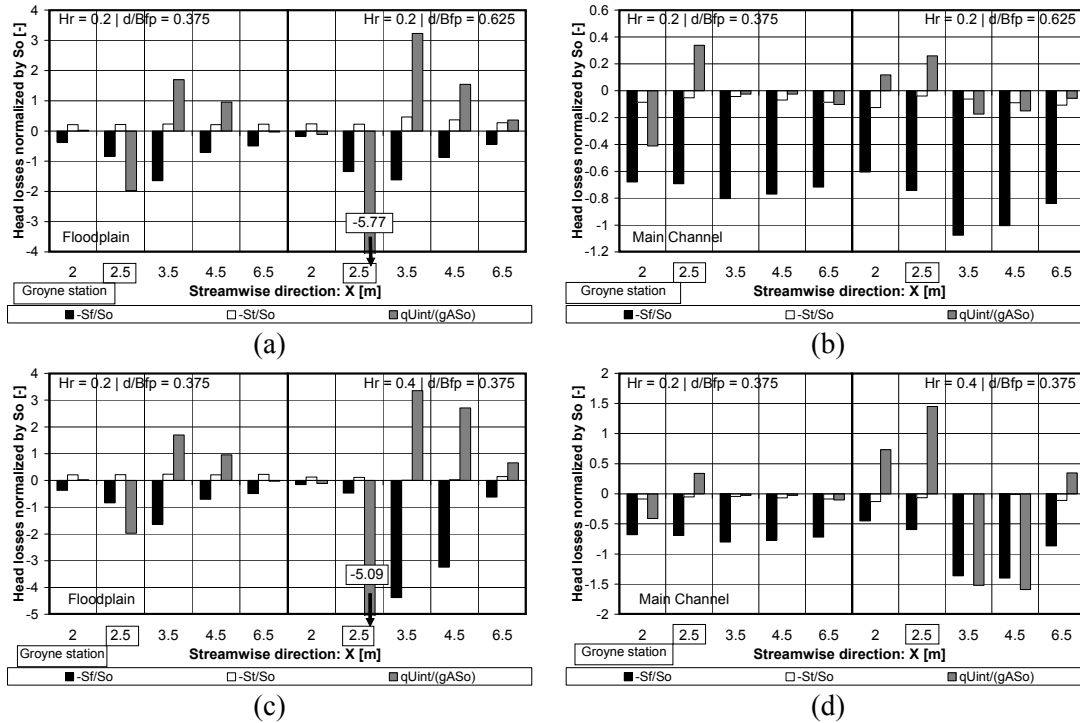 Head losses normalized by So [-]
4
3
2
1
0
-1
-2
-3
-4
Hr = 0.2 | d/Bfp = 0.375
Hr = 0.2 | d/Bfp = 0.625
-5.77
Floodplain
2 2.5 3.5 4.5 6.5 2 2.5 3.5 4.5 6.5
Groyne station
Streamwise direction: X [m]
-Sf/So -St/So qUint/(gASo)
(a)
Head losses normalized by So [-]
0.6
0.4
0.2
0
-0.2
-0.4
-0.6
-0.8
-1
-1.2
Hr = 0.2 | d/Bfp = 0.375
Hr = 0.2 | d/Bfp = 0.625
Main Channel
2 2.5 3.5 4.5 6.5 2 2.5 3.5 4.5 6.5
Groyne station
Streamwise direction: X [m]
-Sf/So -St/So qUint/(gASo)
(b)
Head losses normalized by So [-]
4
3
2
1
0
-1
-2
-3
-4
-5
Hr = 0.2 | d/Bfp = 0.375
Hr = 0.4 | d/Bfp = 0.375
-5.09
Floodplain
2 2.5 3.5 4.5 6.5 2 2.5 3.5 4.5 6.5
Groyne station
Streamwise direction: X [m]
-Sf/So -St/So qUint/(gASo)
(c)
Head losses normalized by So [-]
2
1.5
1
0.5
0
-0.5
-1
-1.5
-2
Hr = 0.2 | d/Bfp = 0.375
Hr = 0.4 | d/Bfp = 0.375
Main Channel
2 2.5 3.5 4.5 6.5 2 2.5 3.5 4.5 6.5
Groyne station
Streamwise direction: X [m]
-Sf/So -St/So qUint/(gASo)
(d)